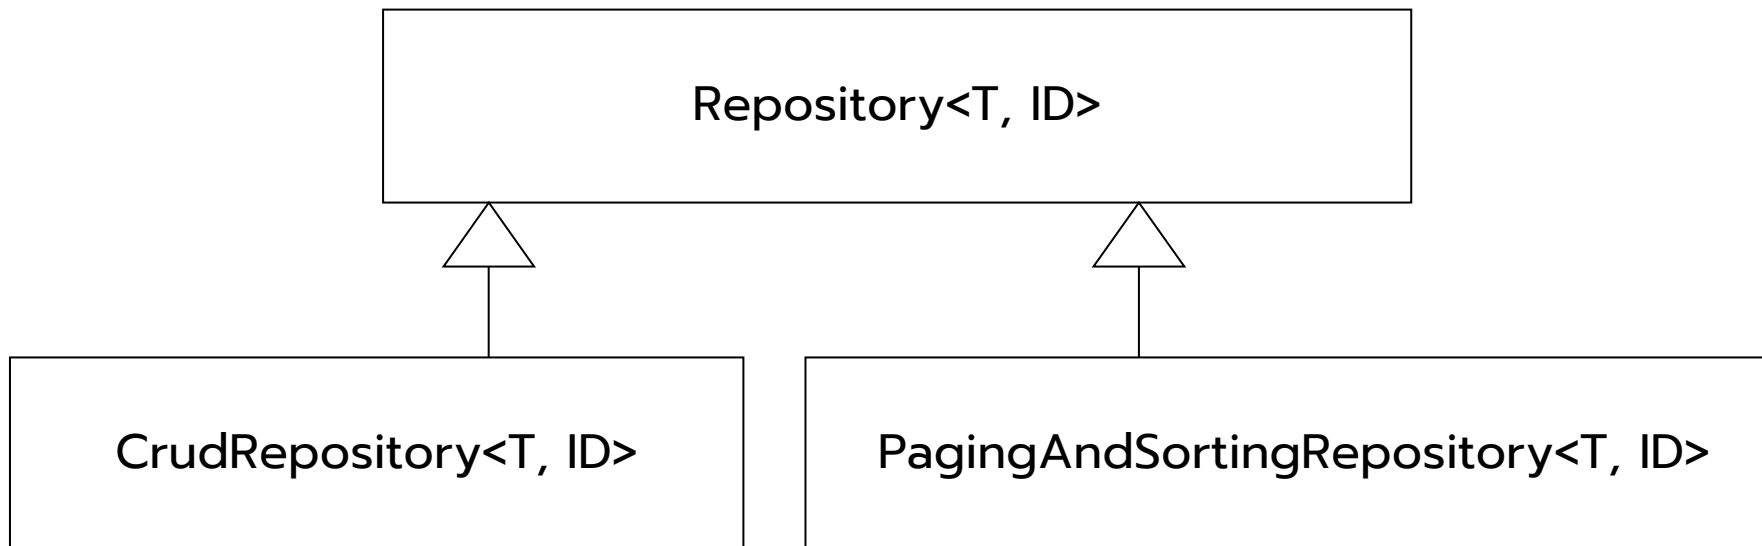 Repository<T, ID>
CrudRepository<T, ID>
PagingAndSortingRepository<T, ID>